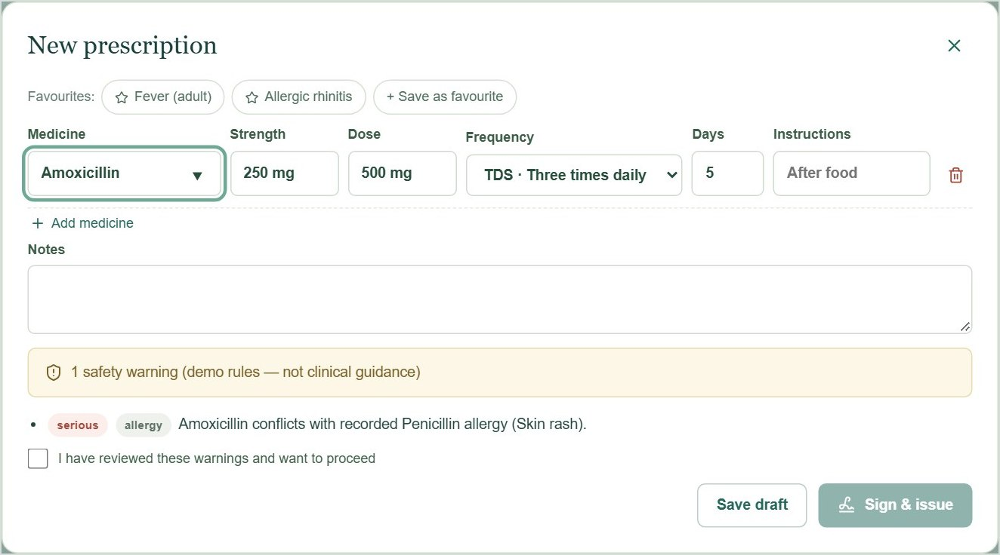 New prescription
Favourites: Fever (adult) Allergic rhinitis + Save as favourite
Medicine Strength Dose Frequency Days Instructions
Amoxicillin 250 mg 500 mg TDS · Three times daily 5 After food
+ Add medicine
Notes
1 safety warning (demo rules — not clinical guidance)
• serious allergy Amoxicillin conflicts with recorded Penicillin allergy (Skin rash).
I have reviewed these warnings and want to proceed
Save draft Sign & issue